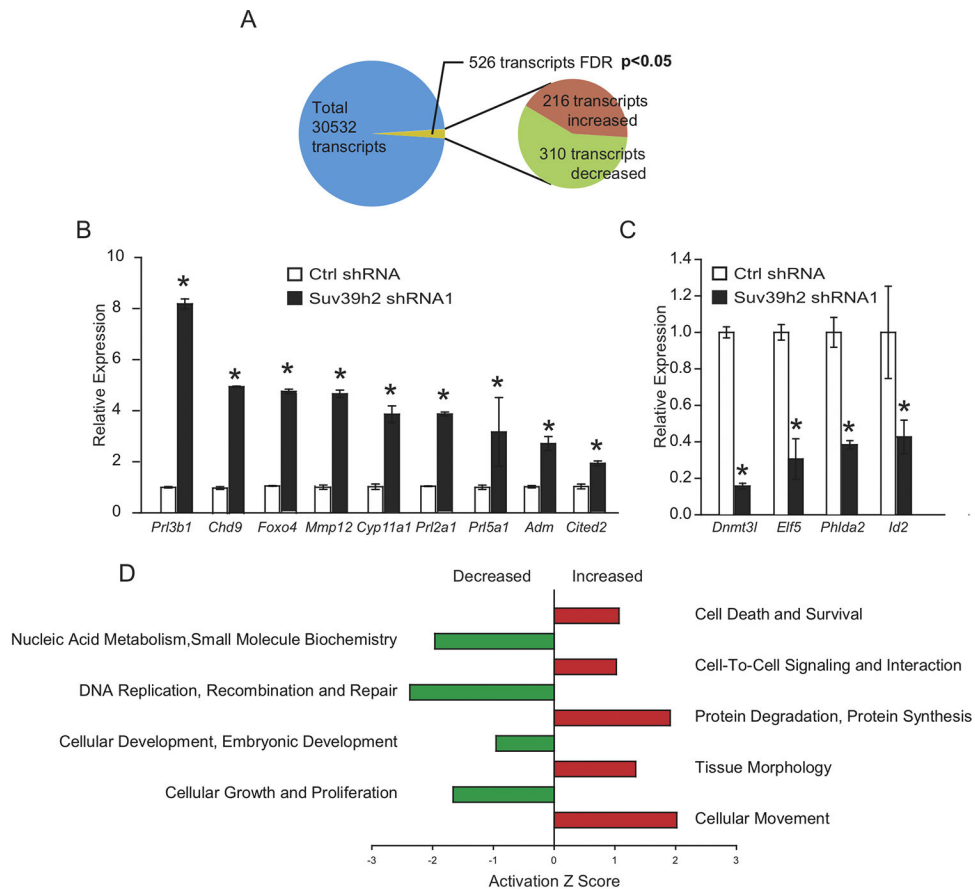 A
526 transcripts FDR p<0.05
Total
30532
transcripts
216 transcripts
increased
310 transcripts
decreased
B
Relative Expression
10
8
6
4
2
0
Ctrl shRNA
Suv39h2 shRNA1
*
*
*
*
*
*
*
*
*
Prl3b1 Chd9 Foxo4 Mmp12 Cyp11a1 Prl2a1 Prl5a1 Adm Cited2
C
Relative Expression
1.4
1.2
1.0
0.8
0.6
0.4
0.2
0.0
Ctrl shRNA
Suv39h2 shRNA1
*
*
*
*
Dnmt3l Elf5 Phlda2 Id2
D
Decreased Increased
Cell Death and Survival
Nucleic Acid Metabolism,Small Molecule Biochemistry
Cell-To-Cell Signaling and Interaction
DNA Replication, Recombination and Repair
Protein Degradation, Protein Synthesis
Cellular Development, Embryonic Development
Tissue Morphology
Cellular Growth and Proliferation
Cellular Movement
-3 -2 -1 0 1 2 3
Activation Z Score